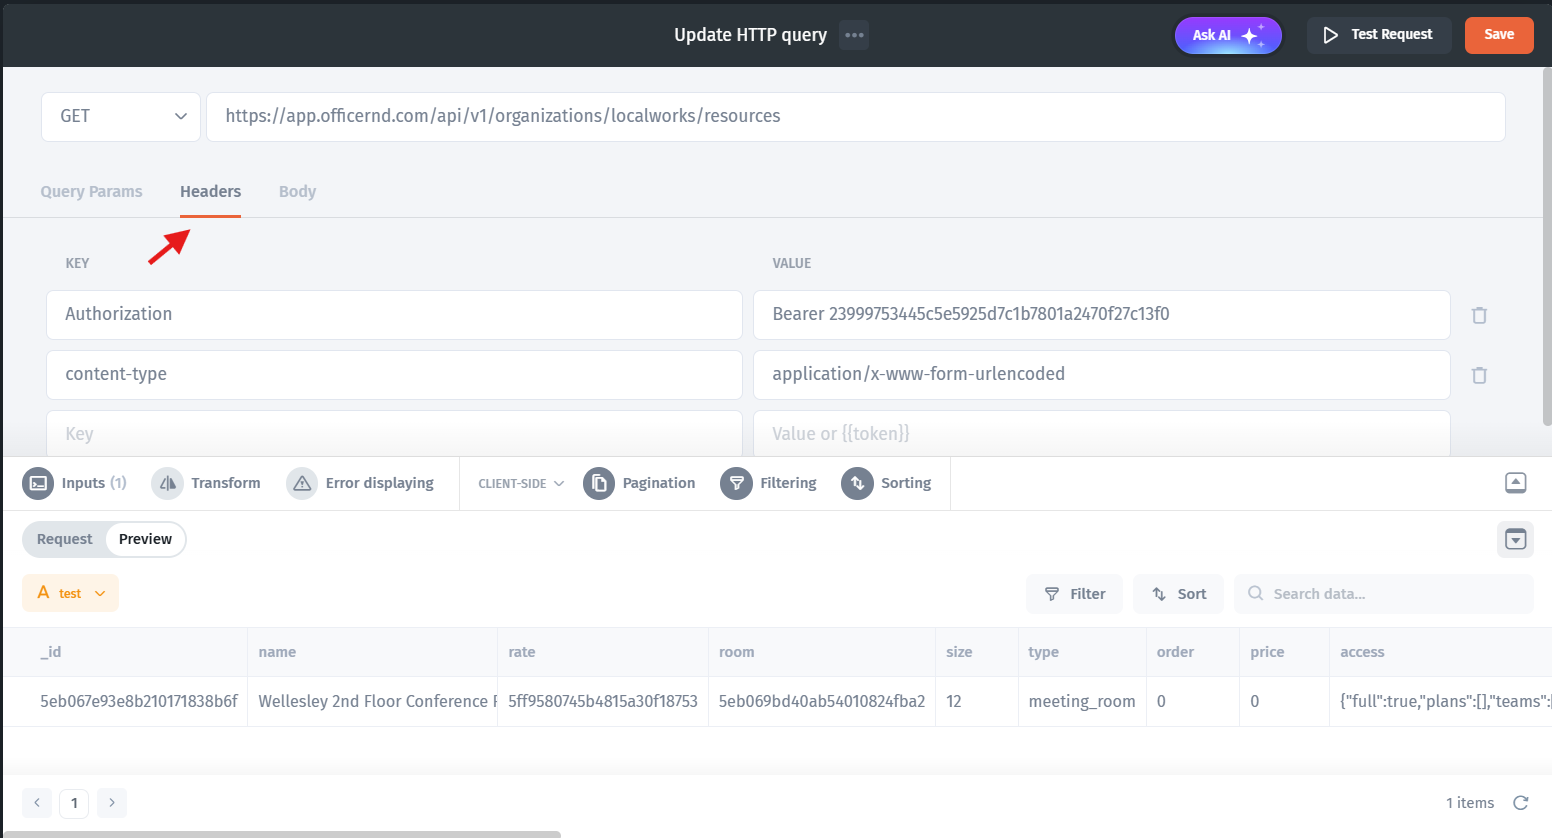 Update HTTP query
Ask AI
Test Request
Save
GET
https://app.officernd.com/api/v1/organizations/localworks/resources
Query Params Headers Body
KEY VALUE
Authorization Bearer 23999753445c5e5925d7c1b7801a2470f27c13f0
content-type application/x-www-form-urlencoded
Key Value or {{token}}
Inputs (1) Transform Error displaying CLIENT-SIDE Pagination Filtering Sorting
Request Preview
A test Filter Sort Search data...
_id name rate room size type order price access
5eb067e93e8b210171838b6f Wellesley 2nd Floor Conference 5ff9580745b4815a30f18753 5eb069bd40ab54010824fba2 12 meeting_room 0 0 {"full":true,"plans":[],"teams":
1 1 items